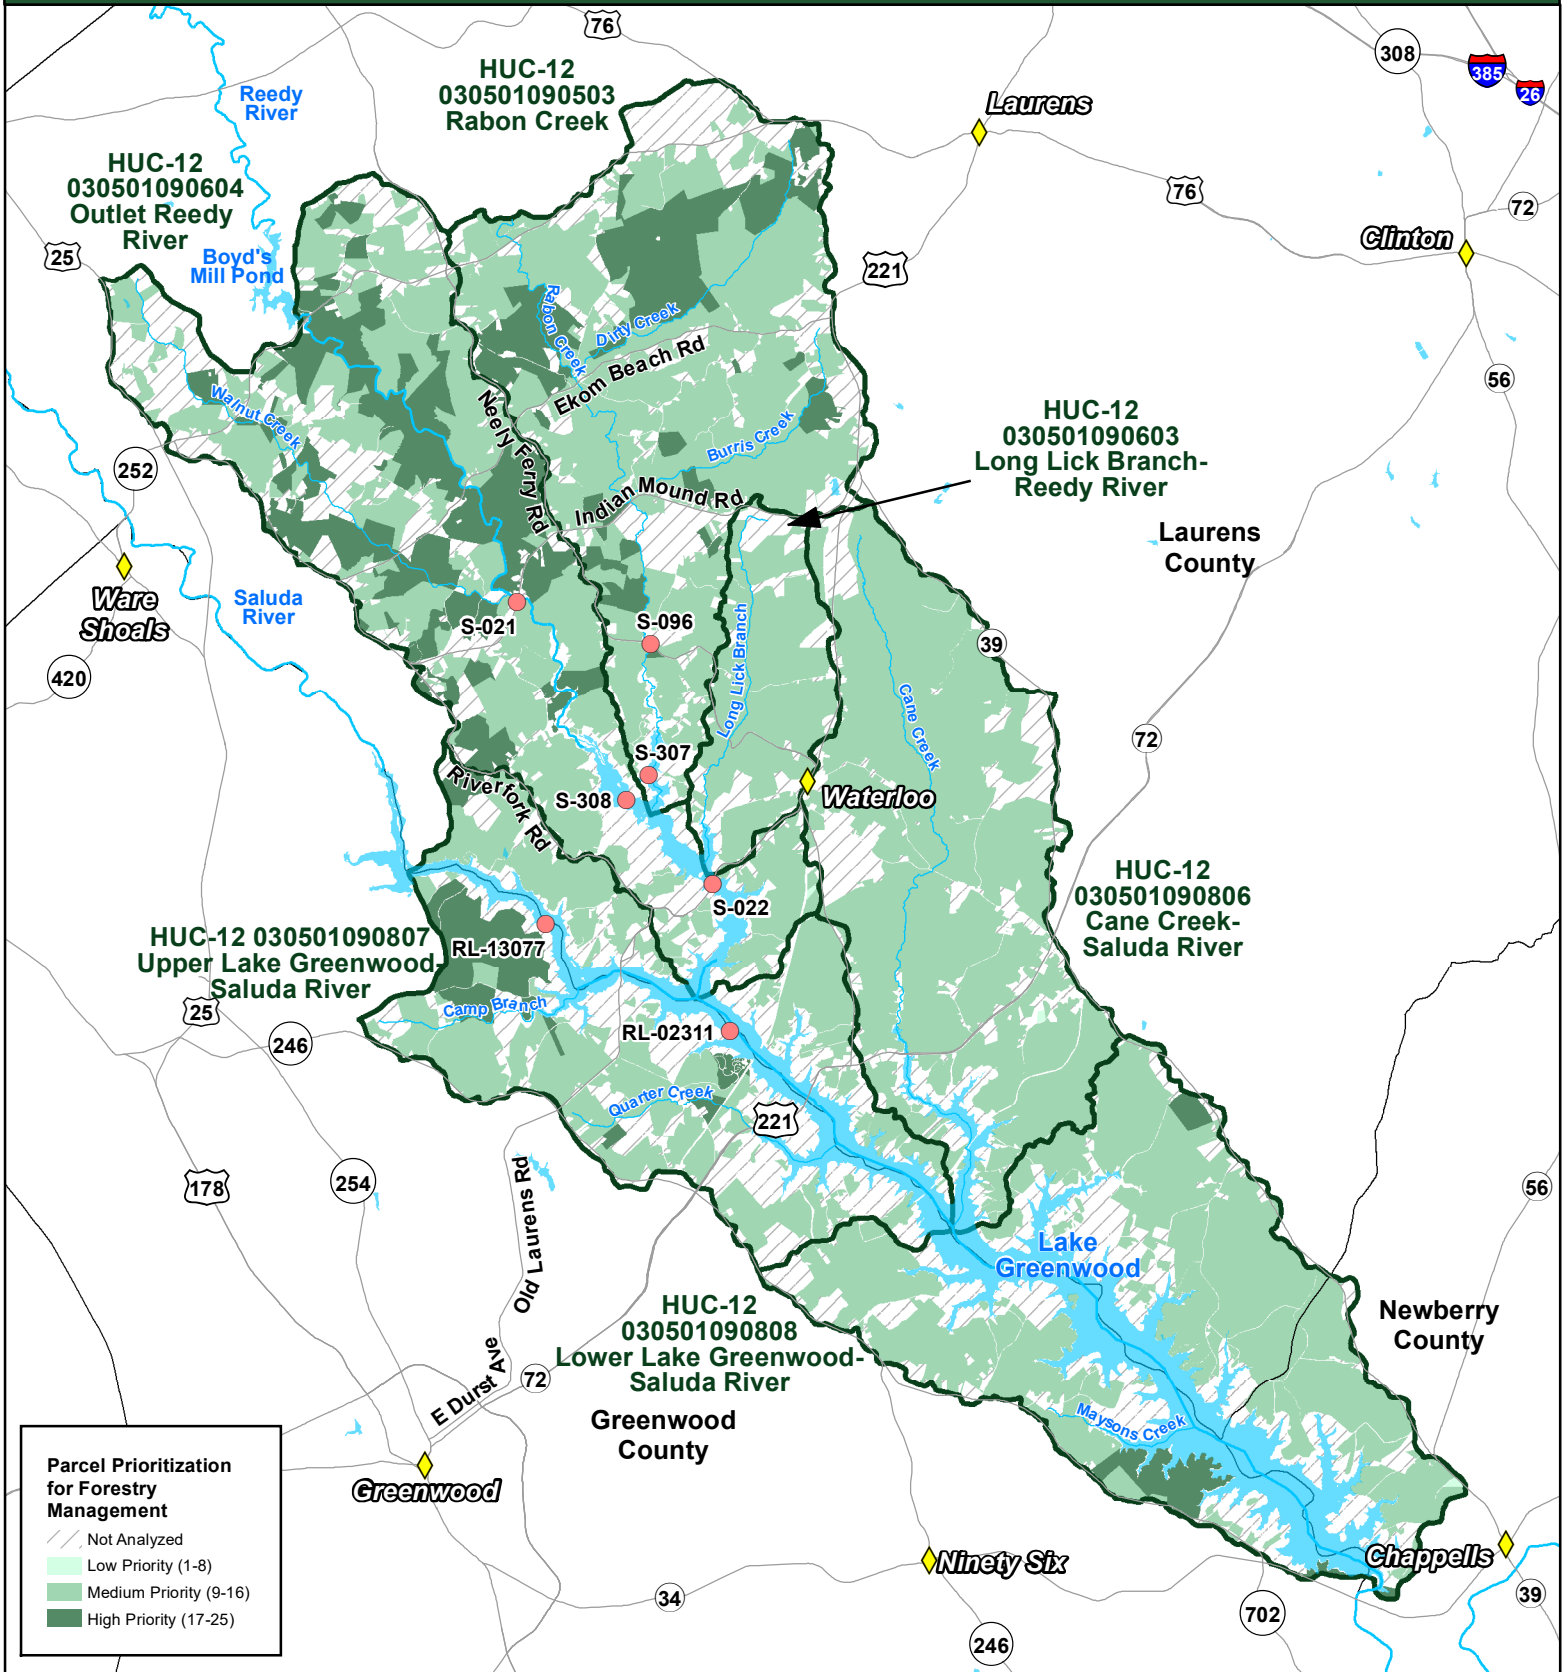 76
308
385
26
HUC-12
030501090503
Rabon Creek
Reedy
River
Laurens
HUC-12
030501090604
Outlet Reedy
River
76
72
25
Boyd's
Mill Pond
221
Clinton
Rabon Creek
Dirty Creek
Ekom Beach Rd
56
Walnut Creek
Neely Ferry Rd
Burris Creek
HUC-12
030501090603
Long Lick Branch-
Reedy River
252
Indian Mound Rd
Laurens
County
Ware
Shoals
Saluda
River
S-021
S-096
Long Lick Branch
39
420
Cane Creek
72
S-307
Riverfork Rd
S-308
Waterloo
HUC-12
030501090806
Cane Creek-
Saluda River
S-022
HUC-12 030501090807
Upper Lake Greenwood-
Saluda River
RL-13077
25
Camp Branch
246
RL-02311
Quarter Creek
221
178
254
Old Laurens Rd
56
Lake
Greenwood
HUC-12
030501090808
Lower Lake Greenwood-
Saluda River
Newberry
County
E Durst Ave
72
Greenwood
County
Maysons Creek
Parcel Prioritization
for Forestry
Management
Not Analyzed
Low Priority (1-8)
Medium Priority (9-16)
High Priority (17-25)
Greenwood
Ninety Six
Chappells
34
702
39
246